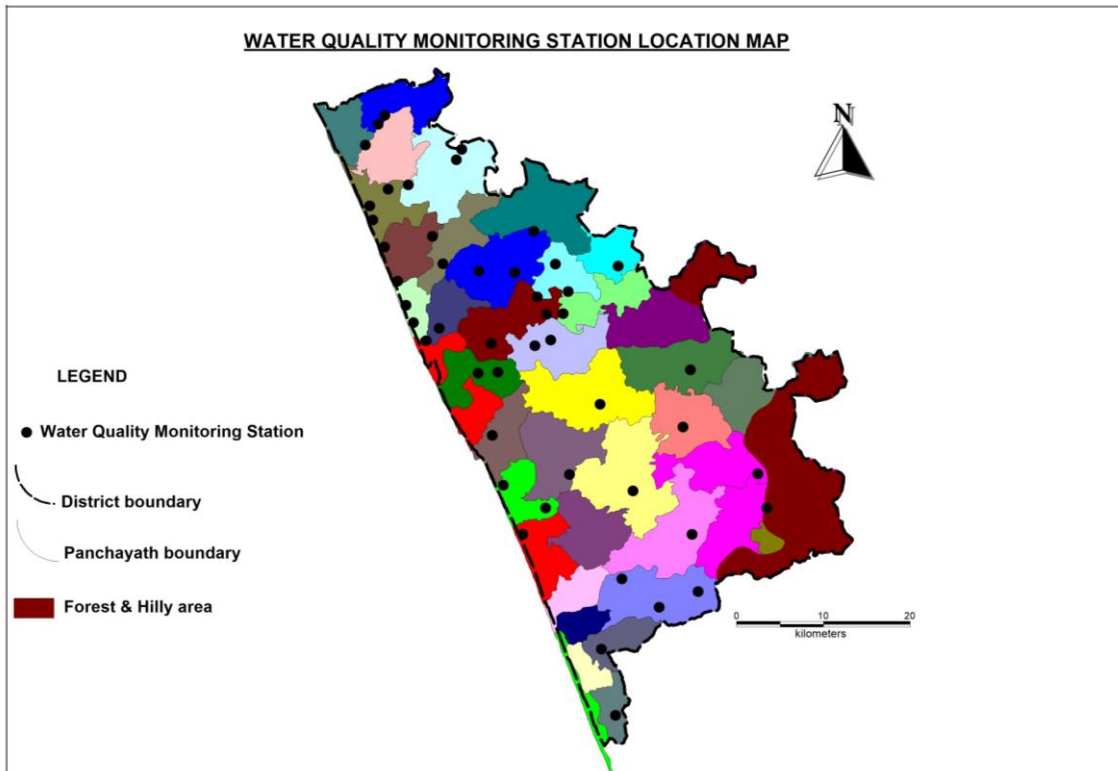 WATER QUALITY MONITORING STATION LOCATION MAP
N
LEGEND
Water Quality Monitoring Station
District boundary
Panchayath boundary
Forest & Hilly area
0 10 20
kilometers